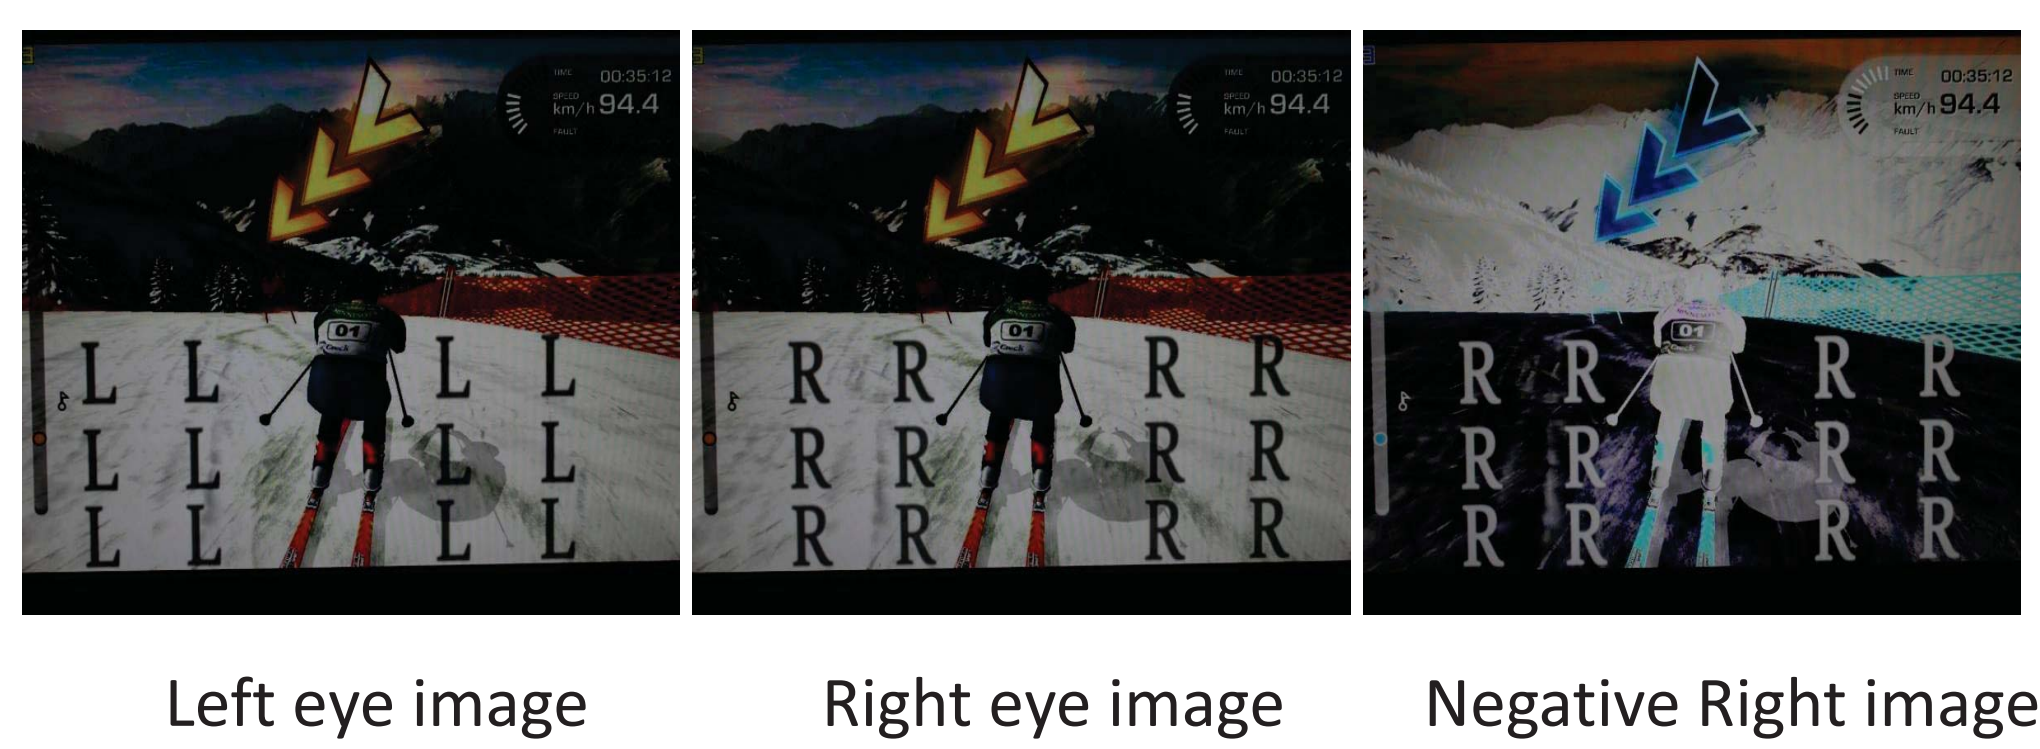 TIME 00:35:12
SPEED
km/h 94.4
FAULT
01
L L L L
L L L L
L L L L
Left eye image
TIME 00:35:12
SPEED
km/h 94.4
FAULT
01
R R R R
R R R R
R R R R
Right eye image
TIME 00:35:12
SPEED
km/h 94.4
FAULT
01
R R R R
R R R R
R R R R
Negative Right image